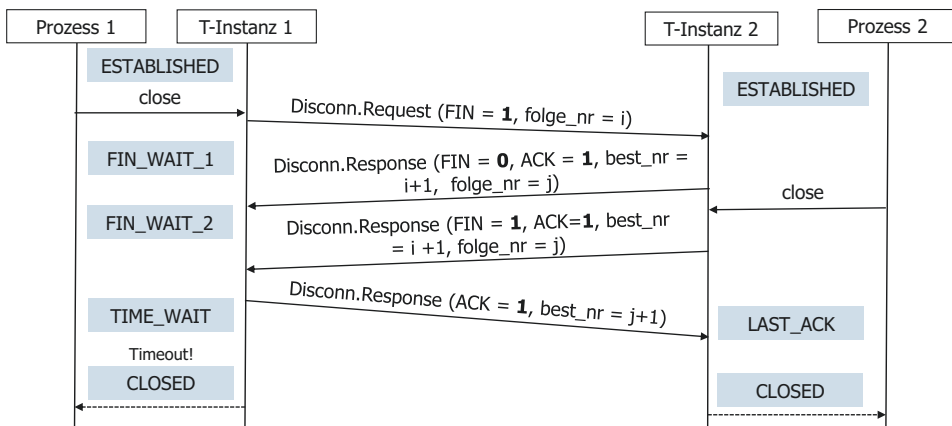 Prozess 1
T-Instanz 1
T-Instanz 2
Prozess 2
ESTABLISHED
close
ESTABLISHED
Disconn.Request (FIN = 1, folge_nr = i)
FIN_WAIT_1
Disconn.Response (FIN = 0, ACK = 1, best_nr =
i+1, folge_nr = j)
close
FIN_WAIT_2
Disconn.Response (FIN = 1, ACK=1, best_nr
= i +1, folge_nr = j)
Disconn.Response (ACK = 1, best_nr = j+1)
TIME_WAIT
LAST_ACK
Timeout!
CLOSED
CLOSED